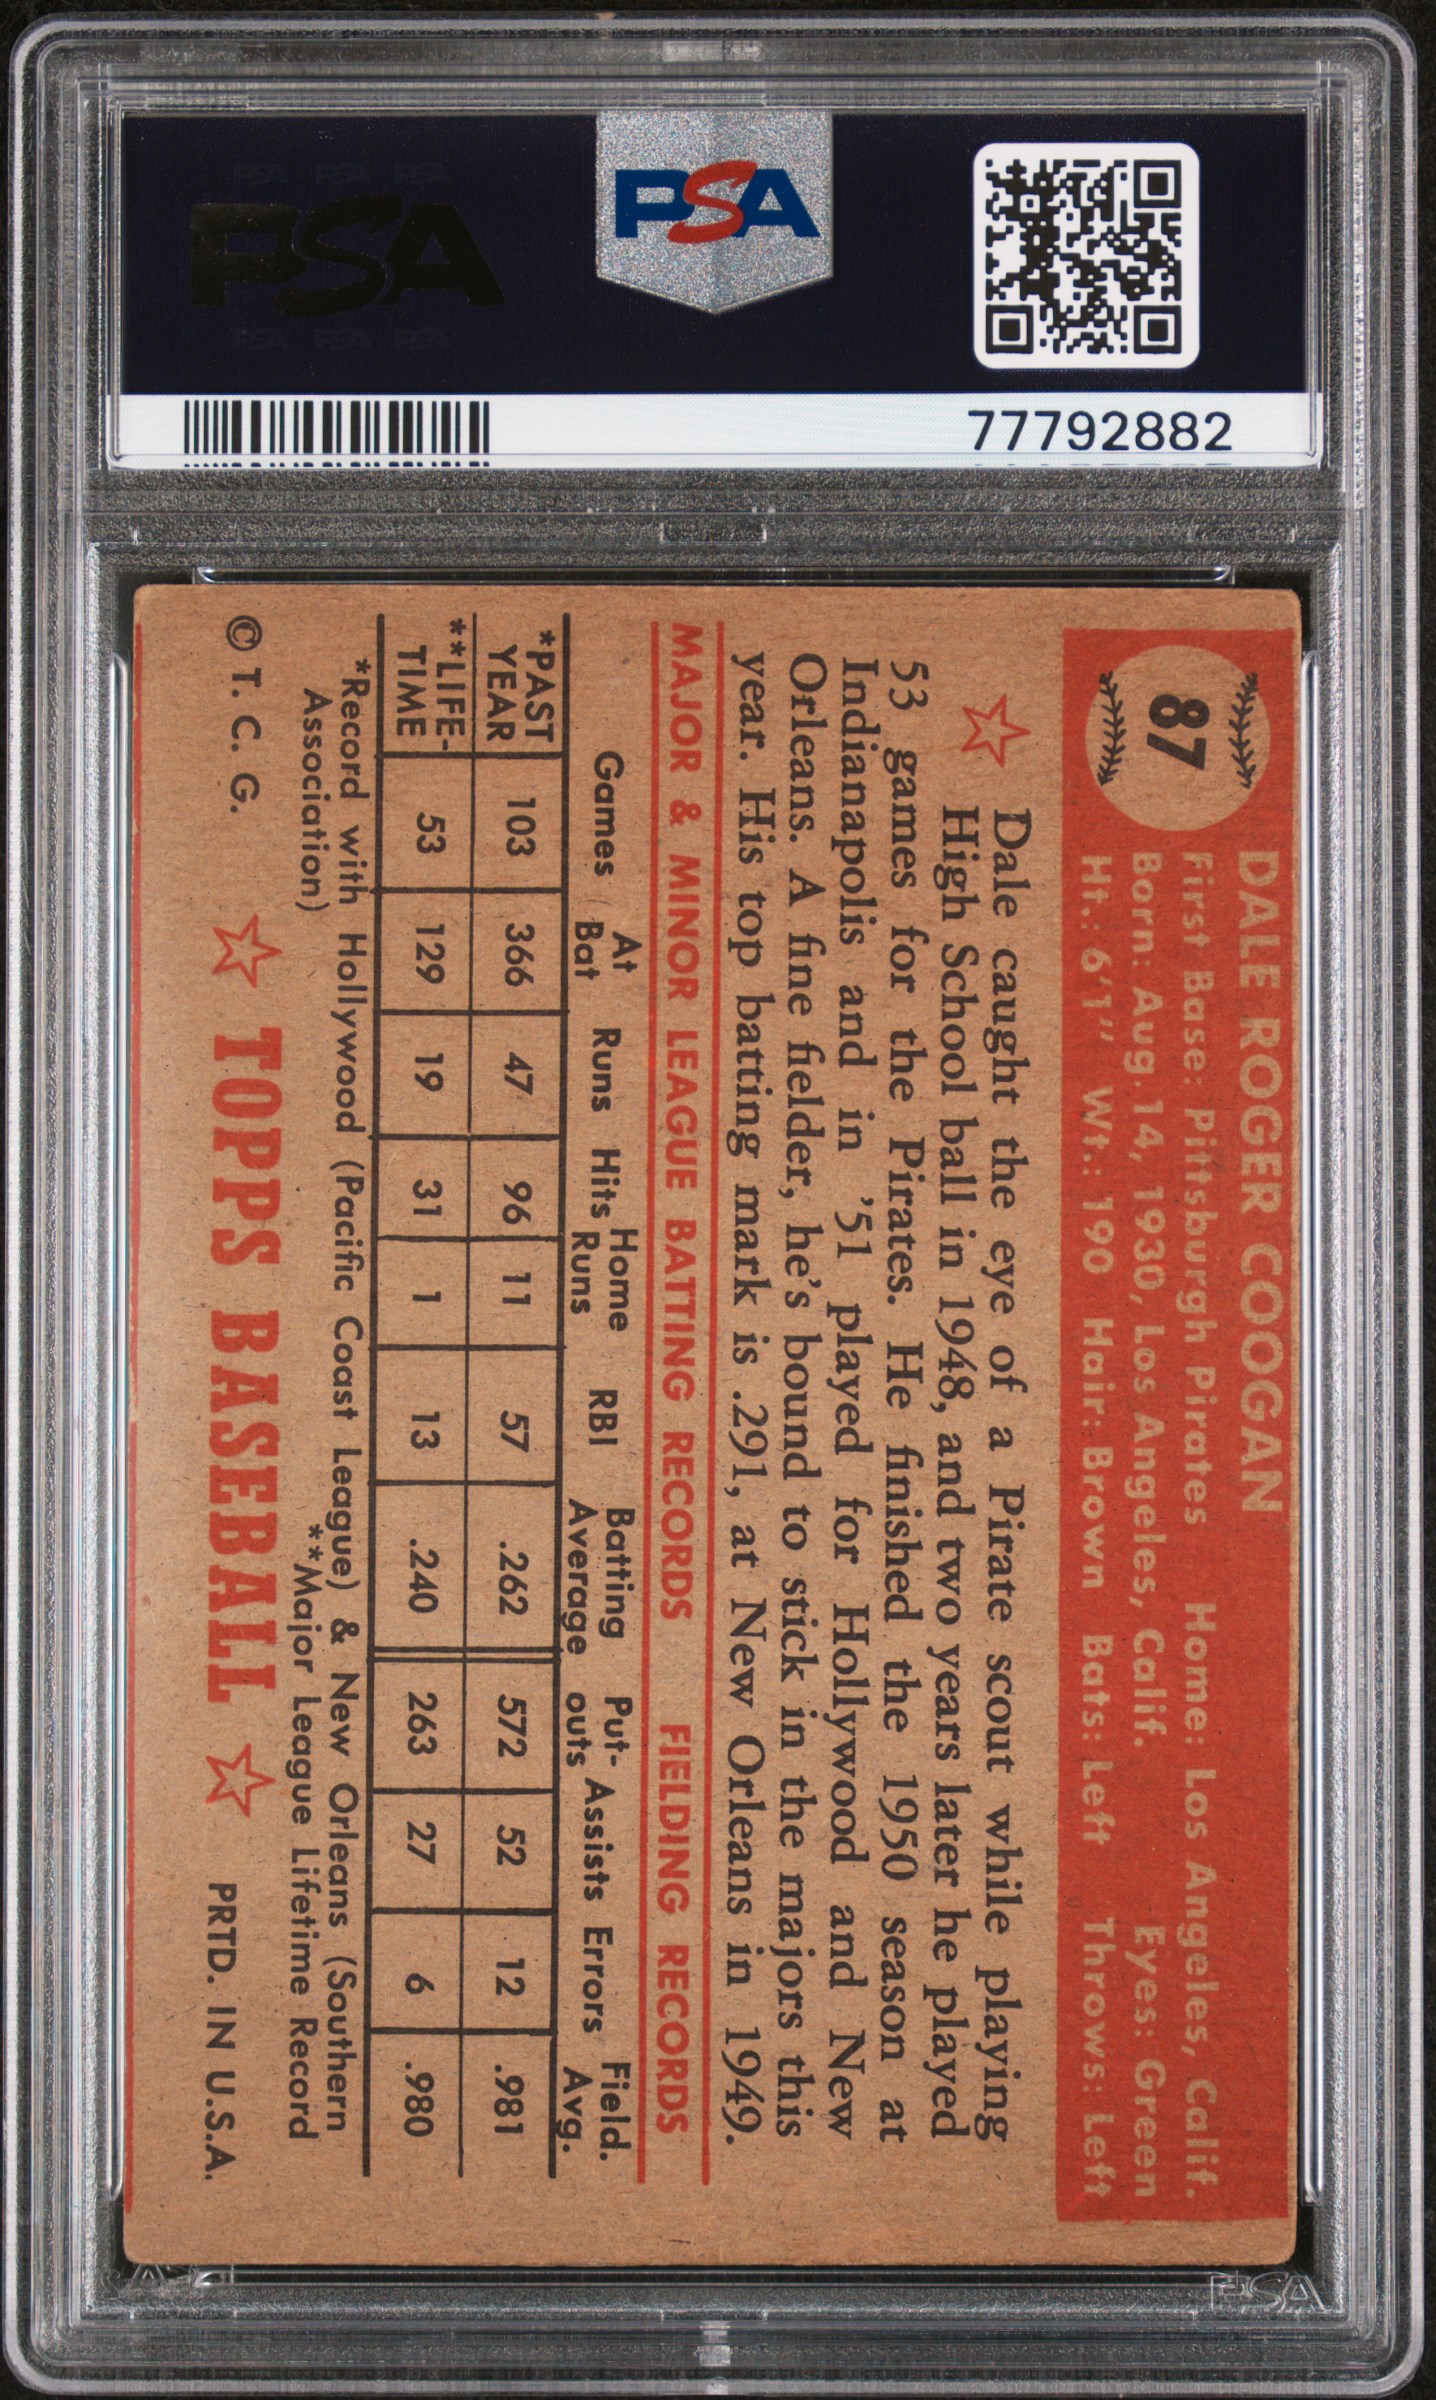 PSA PSA PSA
PSA
PSA PSA PSA
PSA
77792882
87
DALE ROGER COOGAN
First Base: Pittsburgh Pirates Home: Los Angeles, Calif.
Born: Aug. 14, 1930, Los Angeles, Calif. Eyes: Green
Ht.: 6'1" Wt.: 190 Hair: Brown Bats: Left Throws: Left
Dale caught the eye of a Pirate scout while playing
High School ball in 1948, and two years later he played
53 games for the Pirates. He finished the 1950 season at
Indianapolis and in '51 played for Hollywood and New
Orleans. A fine fielder, he's bound to stick in the majors this
year. His top batting mark is .291, at New Orleans in 1949.
MAJOR & MINOR LEAGUE BATTING RECORDS FIELDING RECORDS
Games At Bat Runs Hits Home Runs RBI Batting Average Put-outs Assists Errors Field. Avg.
*PAST YEAR 103 366 47 96 11 57 .262 572 52 12 .981
**LIFE-TIME 53 129 19 31 1 13 .240 263 27 6 .980
*Record with Hollywood (Pacific Coast League) & New Orleans (Southern
Association) **Major League Lifetime Record
© T. C. G. TOPPS BASEBALL PRTD. IN U.S.A.
PSA